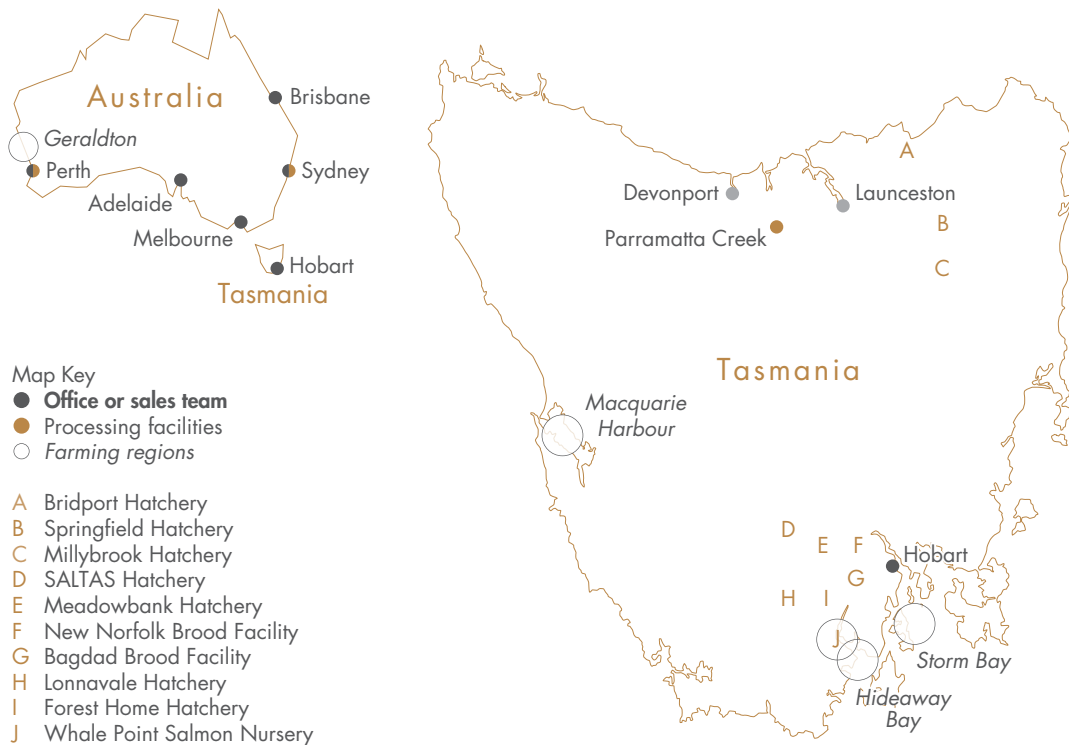 Australia
Brisbane
Geraldton
Perth
Sydney
Adelaide
Melbourne
Hobart
Tasmania
Map Key
Office or sales team
Processing facilities
Farming regions
A Bridport Hatchery
B Springfield Hatchery
C Millybrook Hatchery
D SALTAS Hatchery
E Meadowbank Hatchery
F New Norfolk Brood Facility
G Bagdad Brood Facility
H Lonnavale Hatchery
I Forest Home Hatchery
J Whale Point Salmon Nursery
A
Devonport
Launceston
B
Parramatta Creek
C
Tasmania
Macquarie
Harbour
D
E
F
Hobart
G
H
I
J
Storm Bay
Hideaway
Bay